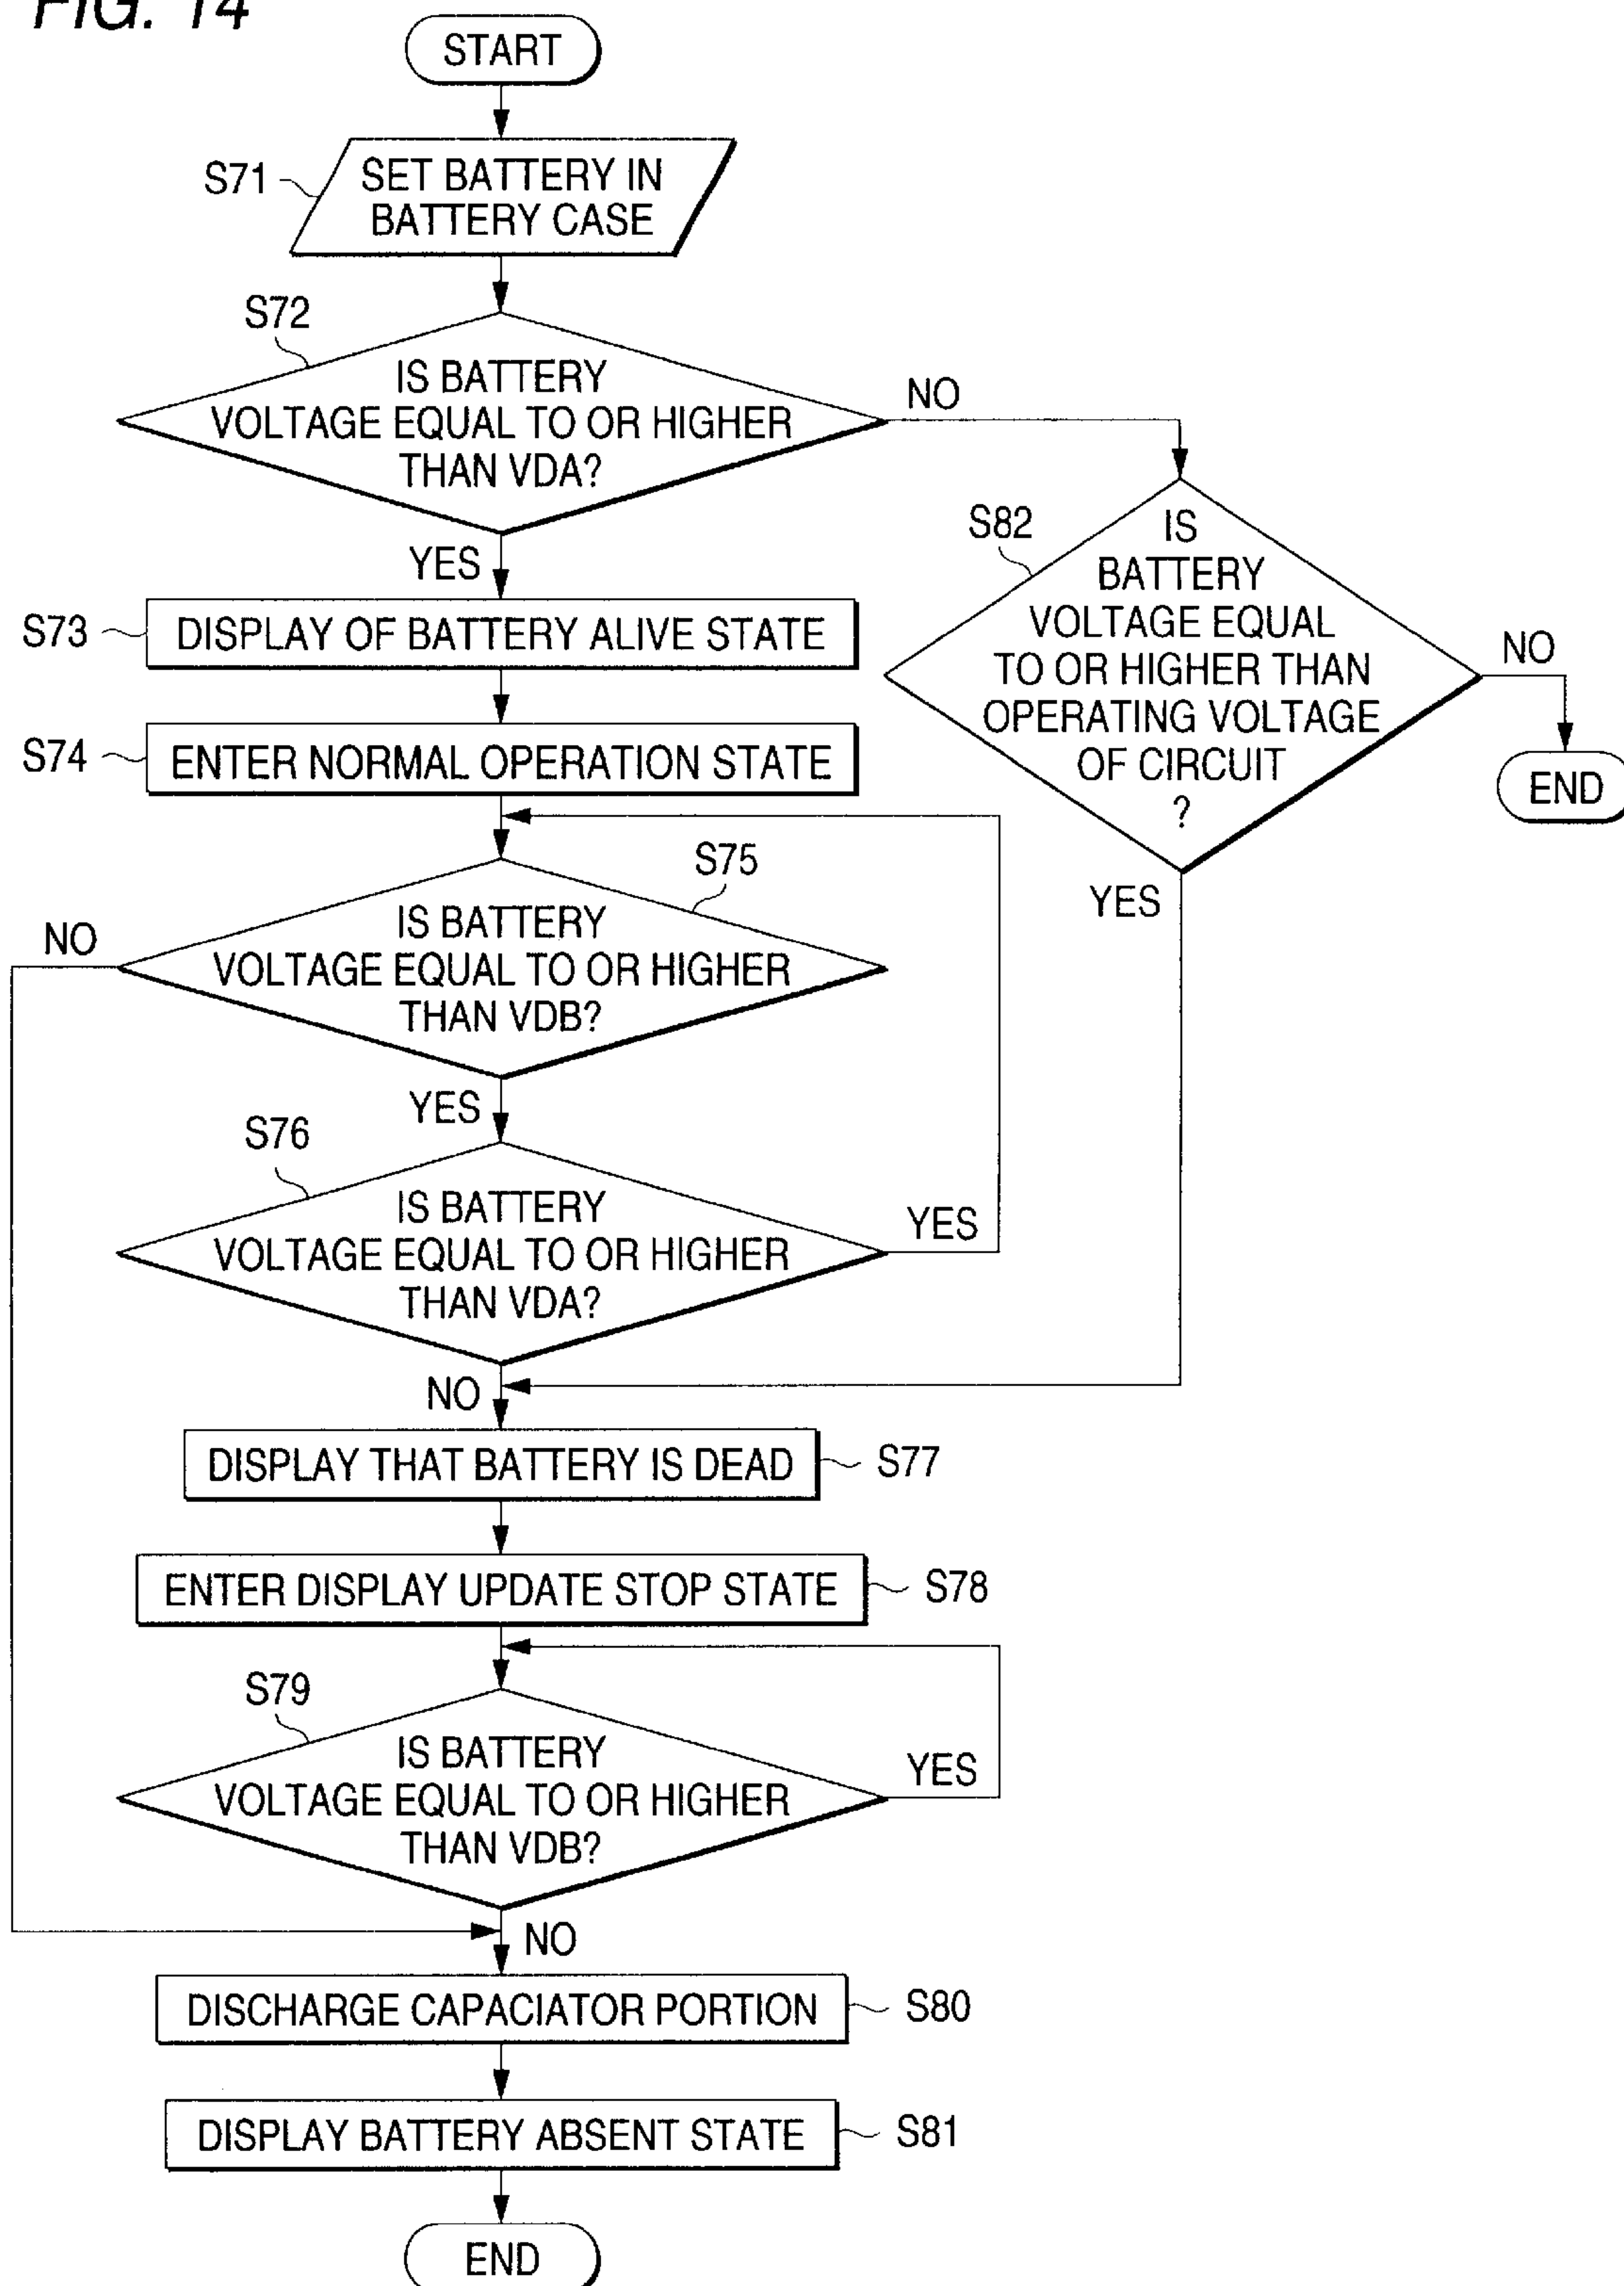 FIG. 14
START
S71
SET BATTERY IN
BATTERY CASE
S72
IS BATTERY
VOLTAGE EQUAL TO OR HIGHER
THAN VDA?
NO
YES
S82
IS
BATTERY
VOLTAGE EQUAL
TO OR HIGHER THAN
OPERATING VOLTAGE
OF CIRCUIT
?
NO
END
YES
S73
DISPLAY OF BATTERY ALIVE STATE
S74
ENTER NORMAL OPERATION STATE
S75
IS BATTERY
VOLTAGE EQUAL TO OR HIGHER
THAN VDB?
NO
YES
S76
IS BATTERY
VOLTAGE EQUAL TO OR HIGHER
THAN VDA?
YES
NO
DISPLAY THAT BATTERY IS DEAD
S77
ENTER DISPLAY UPDATE STOP STATE
S78
S79
IS BATTERY
VOLTAGE EQUAL TO OR HIGHER
THAN VDB?
YES
NO
DISCHARGE CAPACIATOR PORTION
S80
DISPLAY BATTERY ABSENT STATE
S81
END